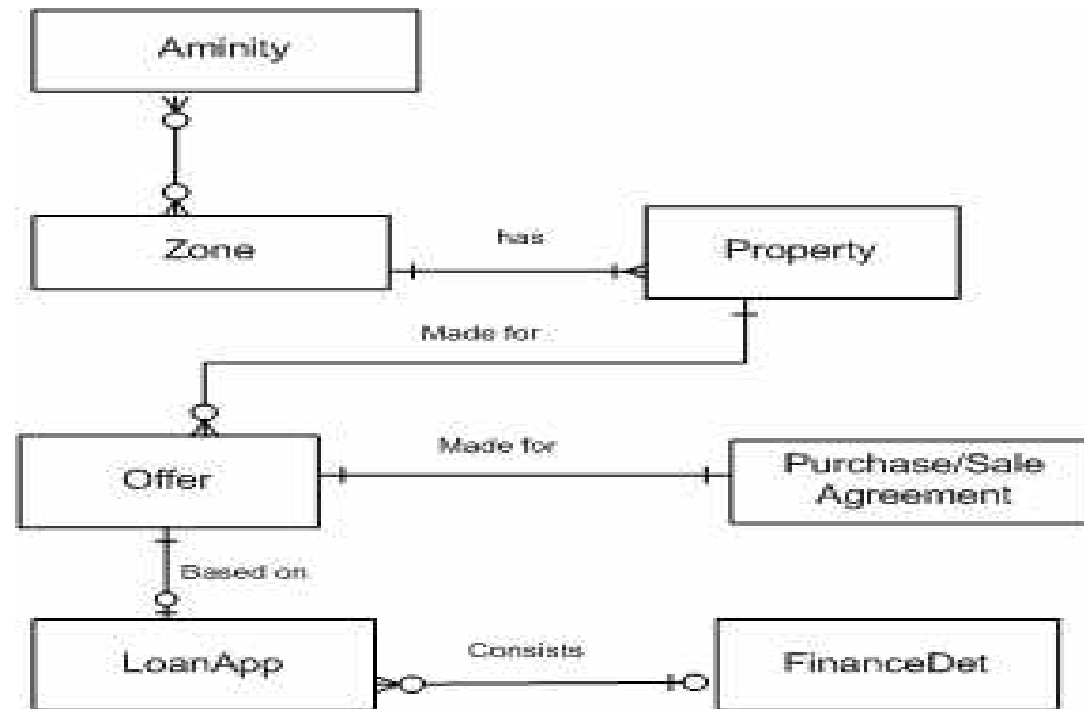 Aminity
Zone
has
Property
Made for
Offer
Made for
Purchase/Sale
Agreement
Based on
LoanApp
Consists
FinanceDet